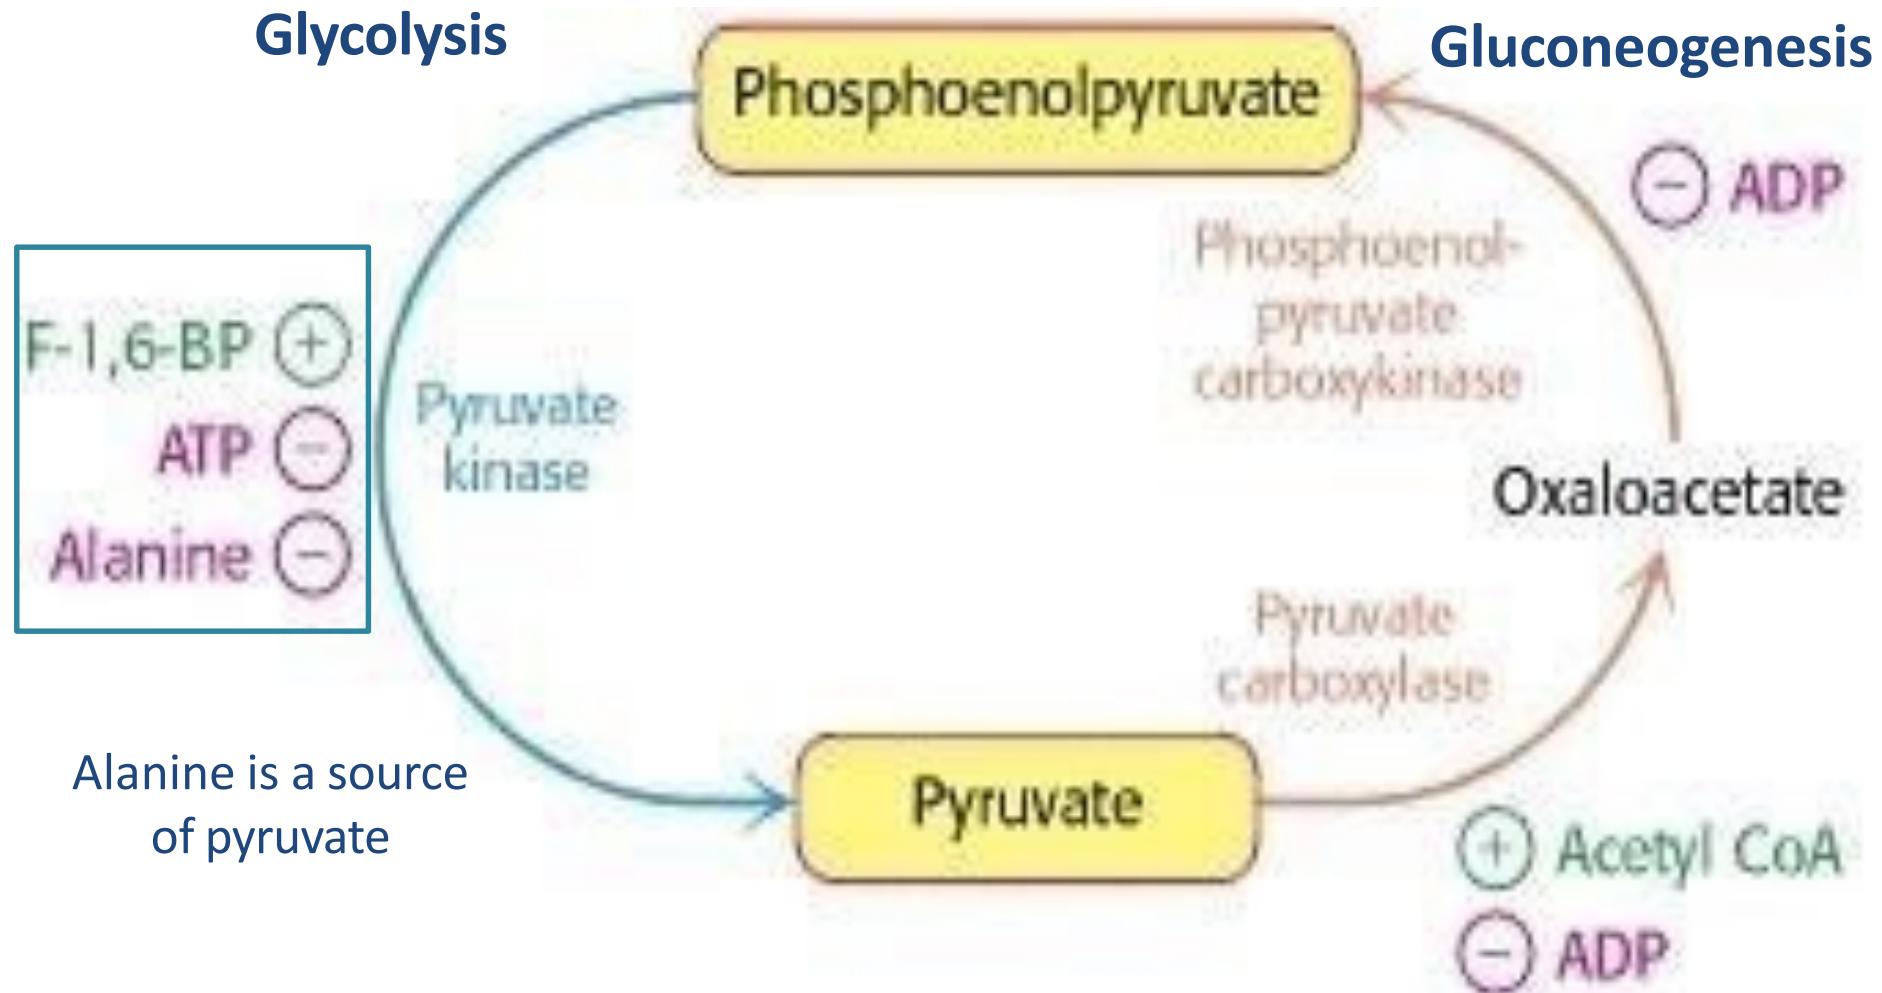 Glycolysis
Gluconeogenesis
Phosphoenolpyruvate
⊖ ADP
Phosphoenol-
pyruvate
carboxykinase
F-1,6-BP ⊕
ATP ⊖
Alanine ⊖
Pyruvate
kinase
Oxaloacetate
Pyruvate
carboxylase
Alanine is a source
of pyruvate
Pyruvate
⊕ Acetyl CoA
⊖ ADP